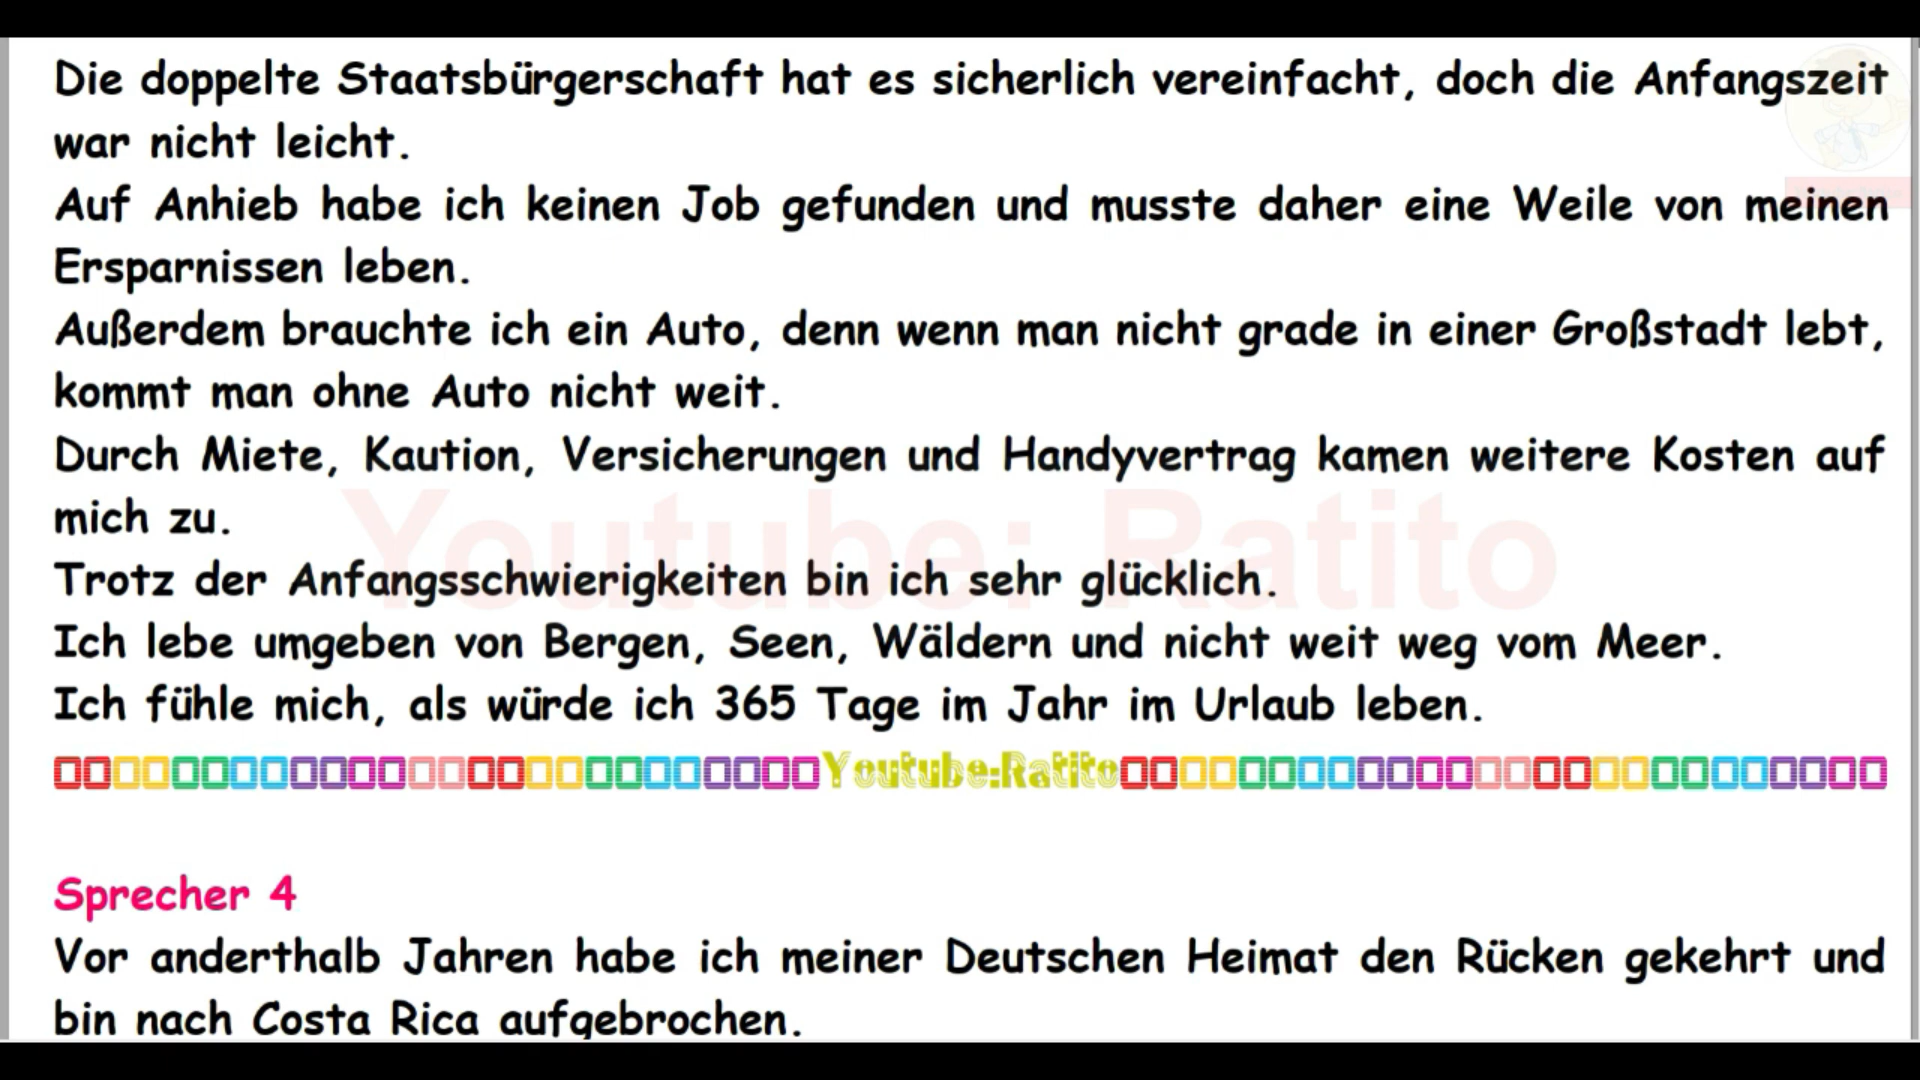 Die doppelte Staatsbürgerschaft hat es sicherlich vereinfacht, doch die Anfangszeit
war nicht leicht.
Auf Anhieb habe ich keinen Job gefunden und musste daher eine Weile von meinen
Ersparnissen leben.
Außerdem brauchte ich ein Auto, denn wenn man nicht grade in einer Großstadt lebt,
kommt man ohne Auto nicht weit.
Durch Miete, Kaution, Versicherungen und Handyvertrag kamen weitere Kosten auf
mich zu.
Youtube: Ratito
Trotz der Anfangsschwierigkeiten bin ich sehr glücklich.
Ich lebe umgeben von Bergen, Seen, Wäldern und nicht weit weg vom Meer.
Ich fühle mich, als würde ich 365 Tage im Jahr im Urlaub leben.
Youtube:Ratito
Sprecher 4
Vor anderthalb Jahren habe ich meiner Deutschen Heimat den Rücken gekehrt und
bin nach Costa Rica aufgebrochen.